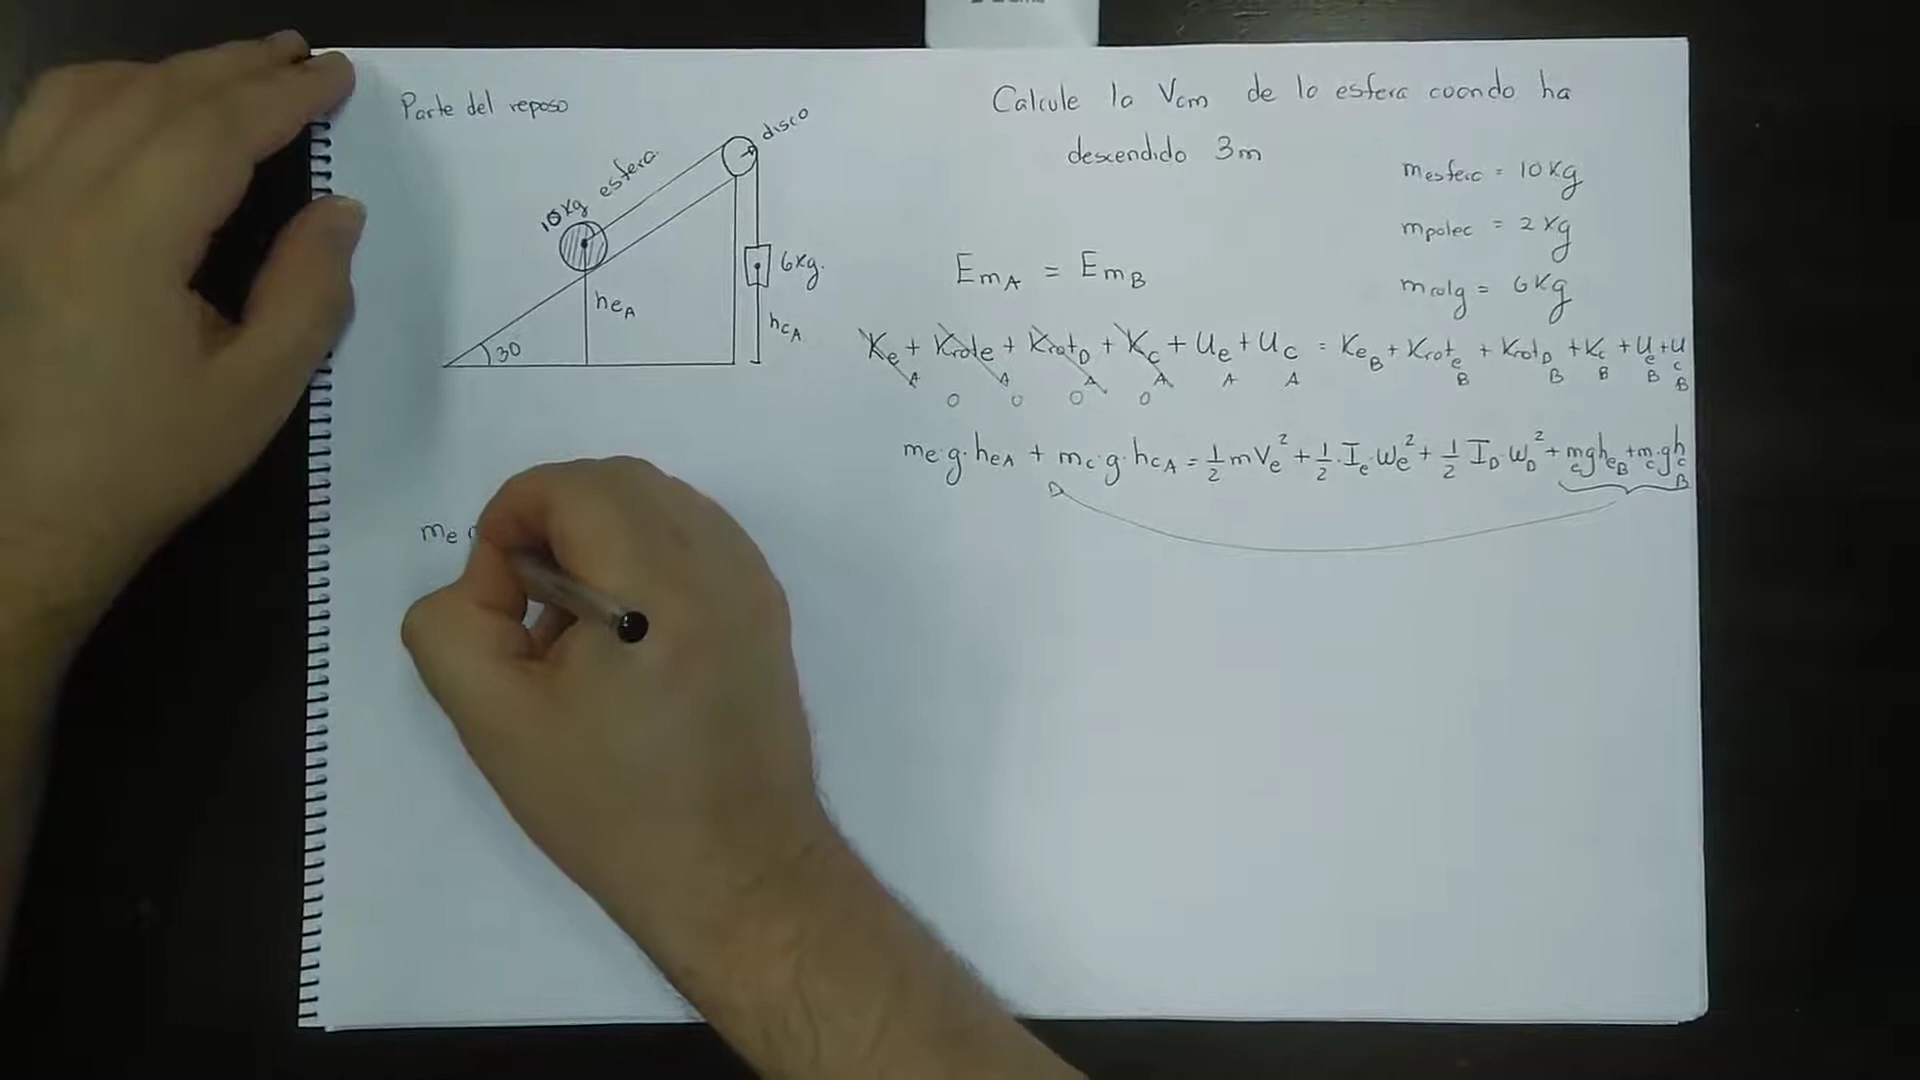 Parte del reposo
disco
10kg esfera.
6kg.
heA
hcA
30
Calcule la Vcm de la esfera cuando ha
descendido 3m
mesfera = 10kg
mpolea = 2kg
mcolg = 6kg
EmA = EmB
KeA + KroteA + KrotDA + KcA + UeA + UcA = KeB + KroteB + KrotDB + KcB + UeB + UcB
0 0 0 0
me·g·heA + mc·g·hcA = 1/2 mVe² + 1/2·Ie·We² + 1/2 ID·WD² + megheB + mc·ghcB
me